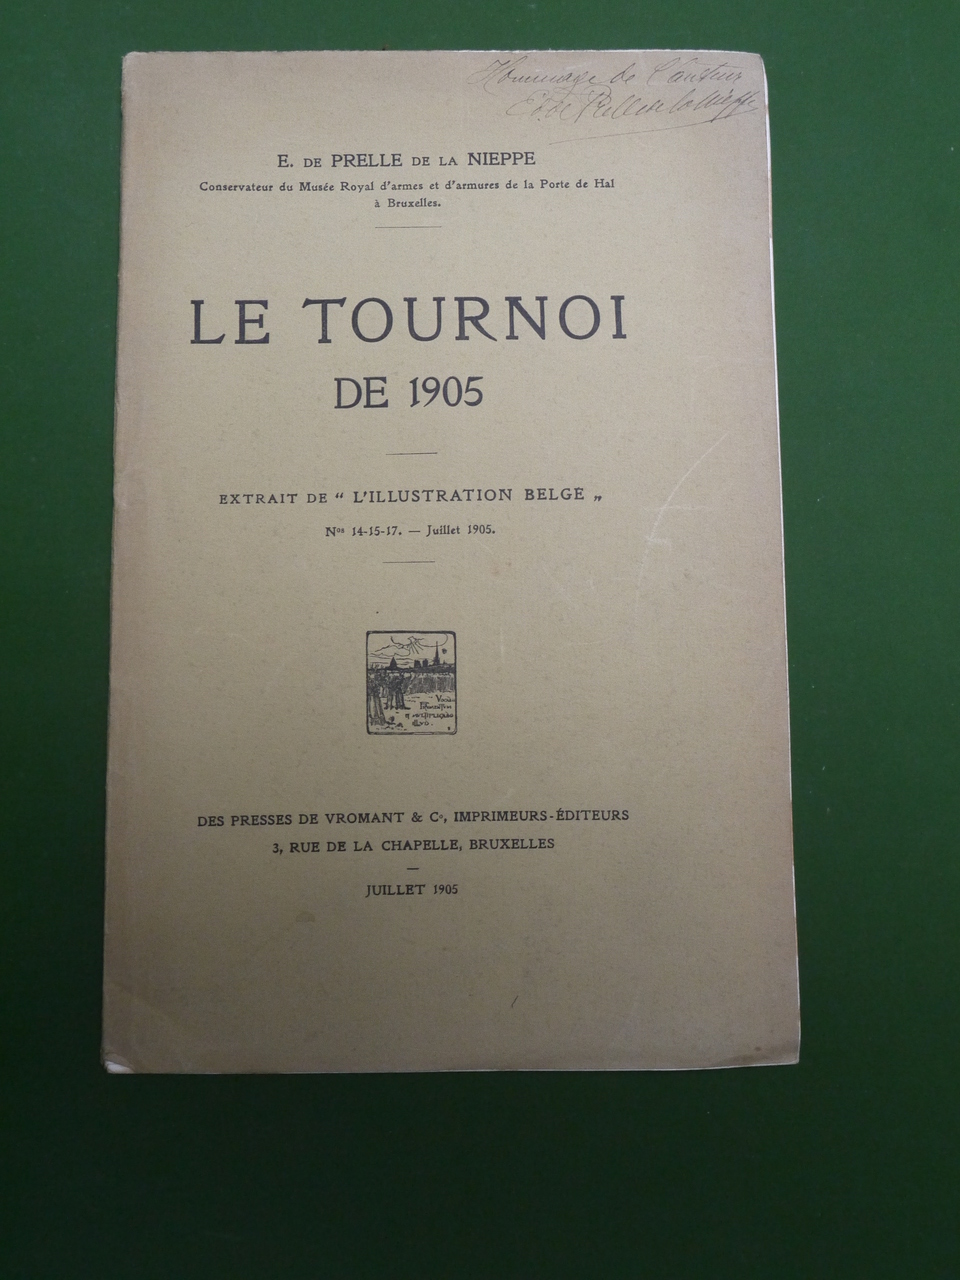 Hommage de l'auteur
Ed. de Prelle de la Nieppe
E. DE PRELLE DE LA NIEPPE
Conservateur du Musée Royal d'armes et d'armures de la Porte de Hal
à Bruxelles.
LE TOURNOI
DE 1905
EXTRAIT DE “ L'ILLUSTRATION BELGE „
Nos 14-15-17. — Juillet 1905.
DES PRESSES DE VROMANT & Co, IMPRIMEURS-ÉDITEURS
3, RUE DE LA CHAPELLE, BRUXELLES
JUILLET 1905